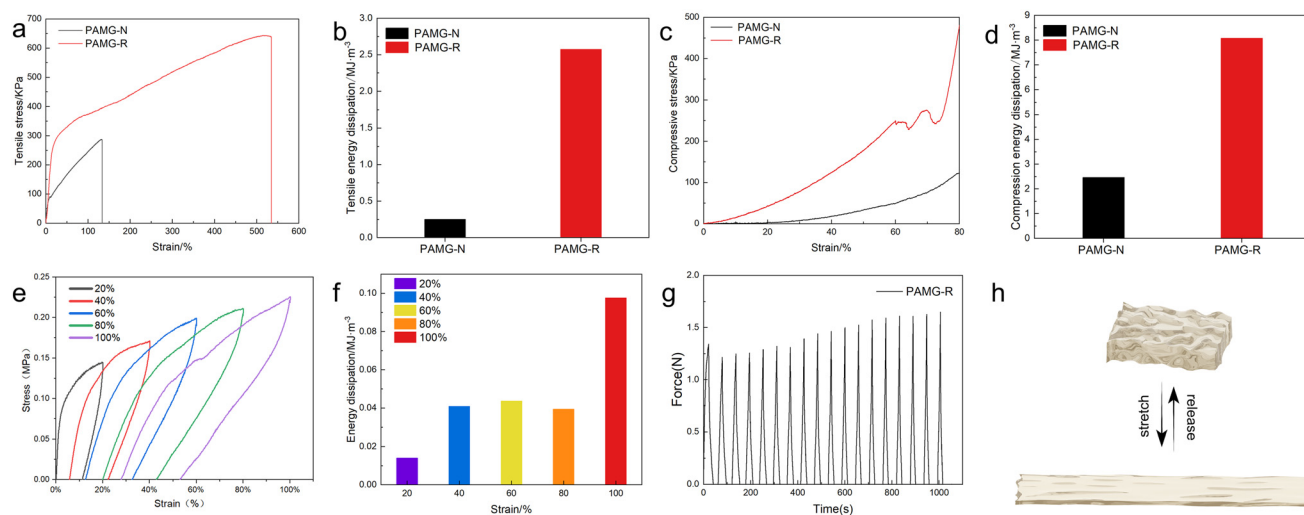 a
PAMG-N
PAMG-R
Tensile stress/KPa
700
600
500
400
300
200
100
0
0 100 200 300 400 500 600
Strain/%
b
PAMG-N
PAMG-R
Tensile energy dissipation/MJ·m-3
3.0
2.5
2.0
1.5
1.0
0.5
0.0
PAMG-N PAMG-R
c
PAMG-N
PAMG-R
Compressive stress/KPa
500
450
400
350
300
250
200
150
100
50
0
0 20 40 60 80
Strain/%
d
PAMG-N
PAMG-R
Compression energy dissipation/MJ·m-3
9
8
7
6
5
4
3
2
1
0
PAMG-N PAMG-R
e
20%
40%
60%
80%
100%
Stress（MPa）
0.25
0.20
0.15
0.10
0.05
0.00
0% 20% 40% 60% 80% 100%
Strain（%）
f
20%
40%
60%
80%
100%
Energy dissipation/MJ·m-3
0.10
0.08
0.06
0.04
0.02
0.00
20 40 60 80 100
Strain/%
g
PAMG-R
Force(N)
2.0
1.5
1.0
0.5
0.0
0 200 400 600 800 1000
Time(s)
h
stretch
release